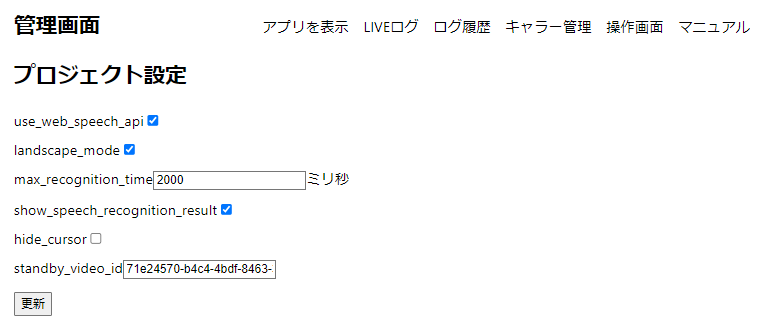 管理画面 アプリを表示 LIVEログ ログ履歴 キャラー管理 操作画面 マニュアル
プロジェクト設定
use_web_speech_api
landscape_mode
max_recognition_time 2000 ミリ秒
show_speech_recognition_result
hide_cursor
standby_video_id 71e24570-b4c4-4bdf-8463-
更新